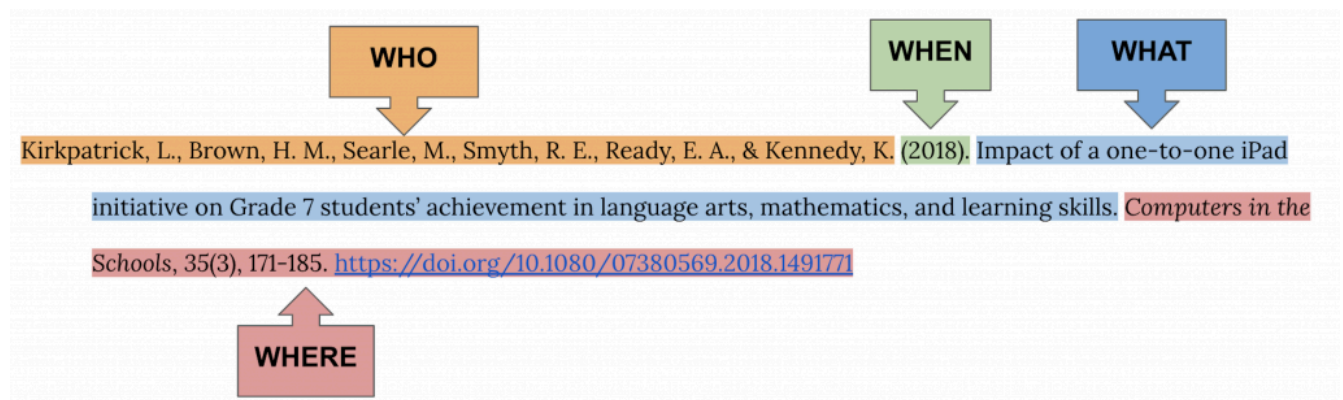 WHO
WHEN
WHAT
Kirkpatrick, L., Brown, H. M., Searle, M., Smyth, R. E., Ready, E. A., & Kennedy, K. (2018). Impact of a one-to-one iPad
initiative on Grade 7 students’ achievement in language arts, mathematics, and learning skills. Computers in the
Schools, 35(3), 171-185. https://doi.org/10.1080/07380569.2018.1491771
WHERE